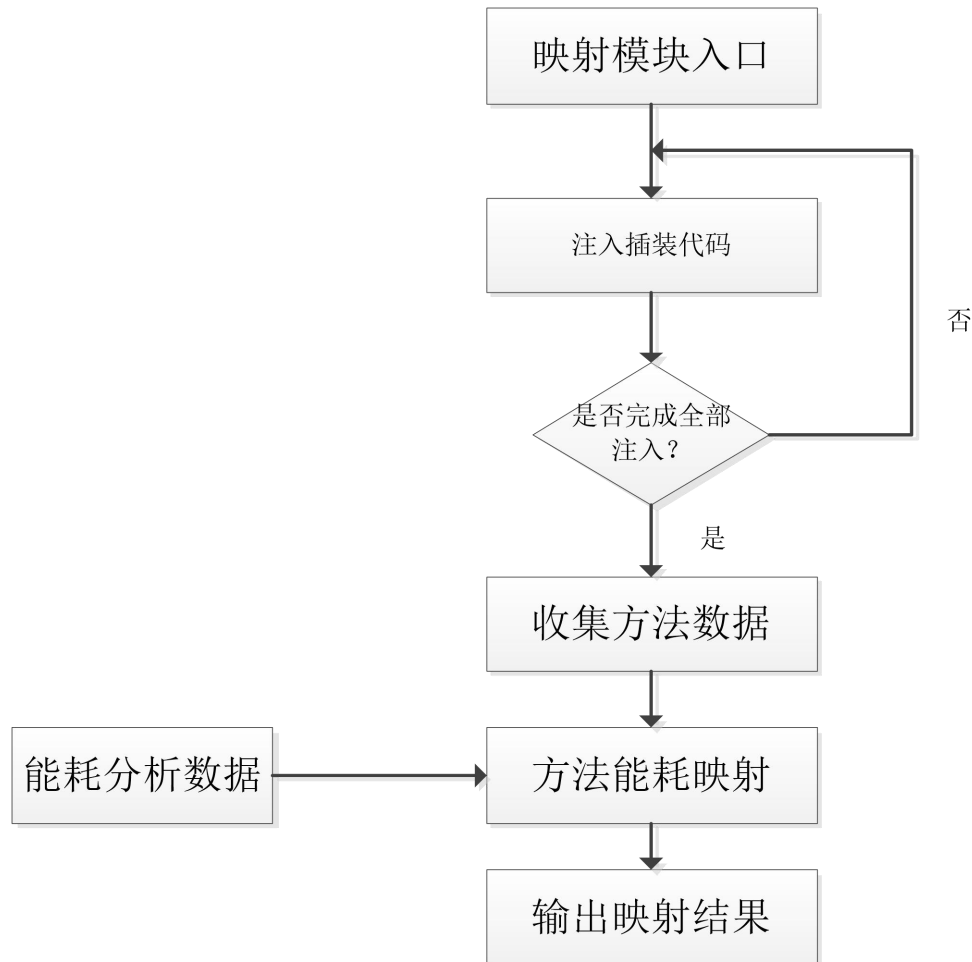 映射模块入口
注入插装代码
否
是否完成全部
注入？
是
收集方法数据
能耗分析数据
方法能耗映射
输出映射结果